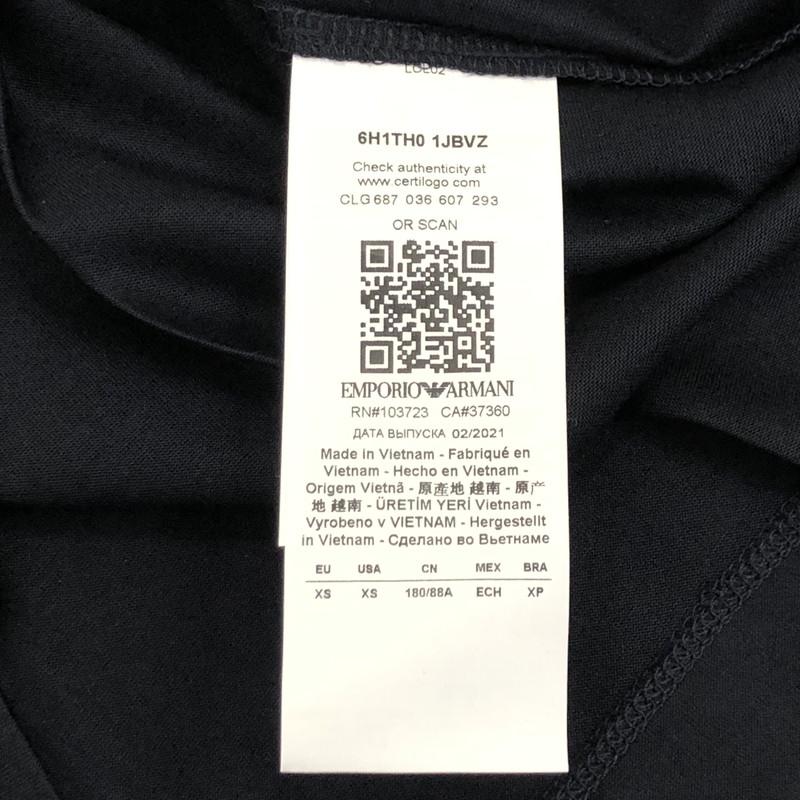 6H1TH0 1JBVZ
Check authenticity at
www.certilogo.com
CLG 687 036 607 293
OR SCAN
EMPORIO ARMANI
RN#103723 CA#37360
ДАТА ВЫПУСКА 02/2021
Made in Vietnam - Fabriqué en
Vietnam - Hecho en Vietnam -
Origem Vietnã - 原產地 越南 - 原产
地 越南 - ÜRETİM YERİ Vietnam -
Vyrobeno v VIETNAM - Hergestellt
in Vietnam - Сделано во Вьетнаме
EU USA CN MEX BRA
XS XS 180/88A ECH XP